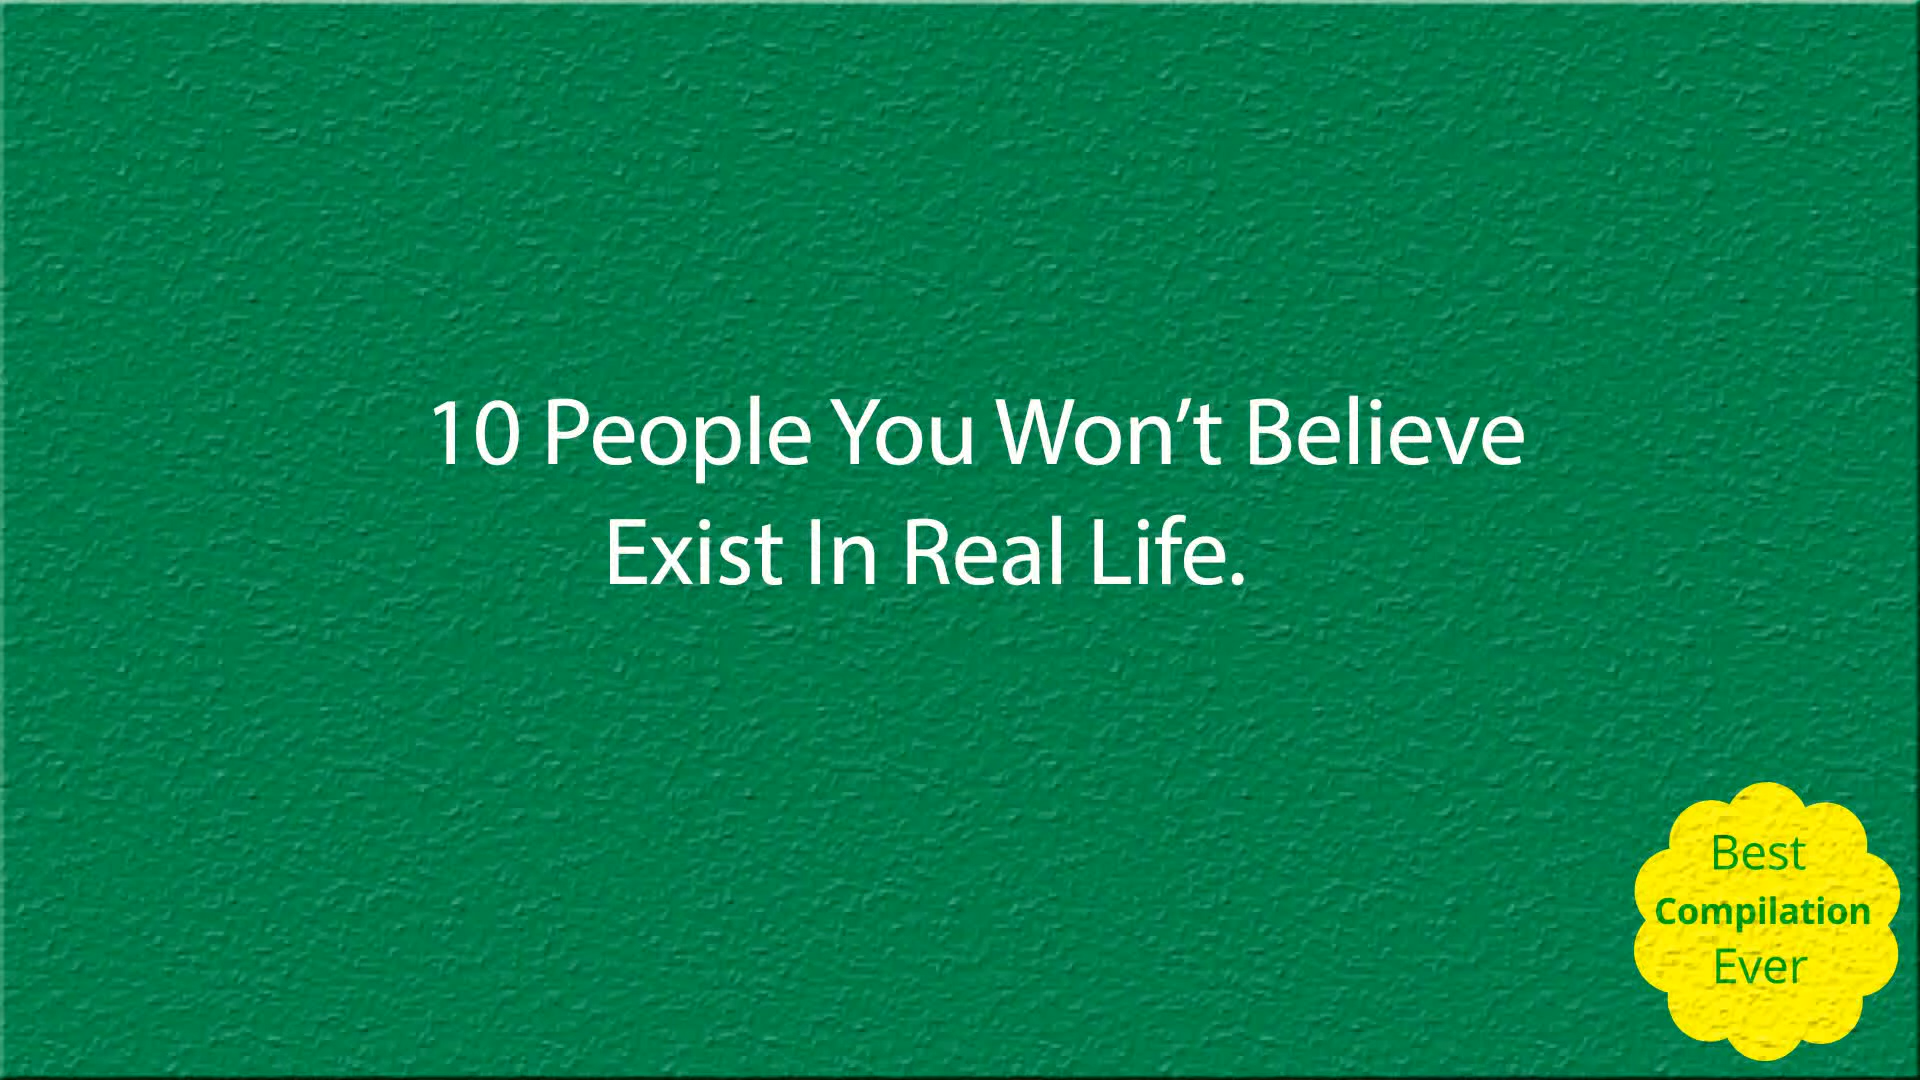 10 People You Won’t Believe
Exist In Real Life.
Best
Compilation
Ever